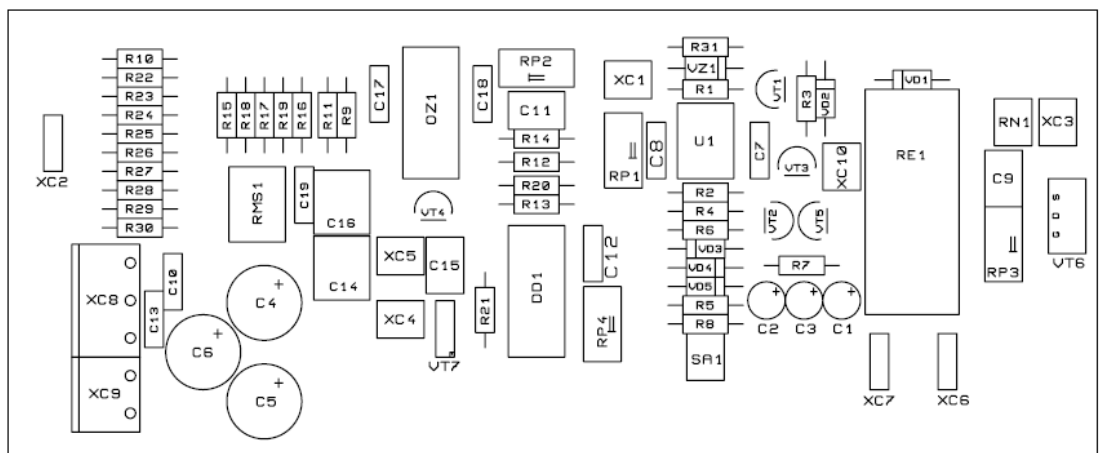 R10
R22
R23
R24
R25
R26
R27
R28
R29
R30
XC2
R15
R18
R17
R19
R16
R11
R9
C17
OZ1
C18
RP2
C11
R14
R12
R20
R13
XC1
RP1
C8
R31
VZ1
R1
U1
R2
R4
R6
VD3
VD4
VD5
R5
R8
SA1
C7
VT1
R3
VD2
VT3
XC10
VT2
VT5
R7
C2
C3
C1
VD1
RE1
RN1
XC3
C9
RP3
G D S
VT6
XC7
XC6
RMS1
C19
C16
C14
VT4
XC5
C15
XC4
VT7
R21
DD1
C12
RP4
XC8
XC9
C10
C13
C4
C6
C5